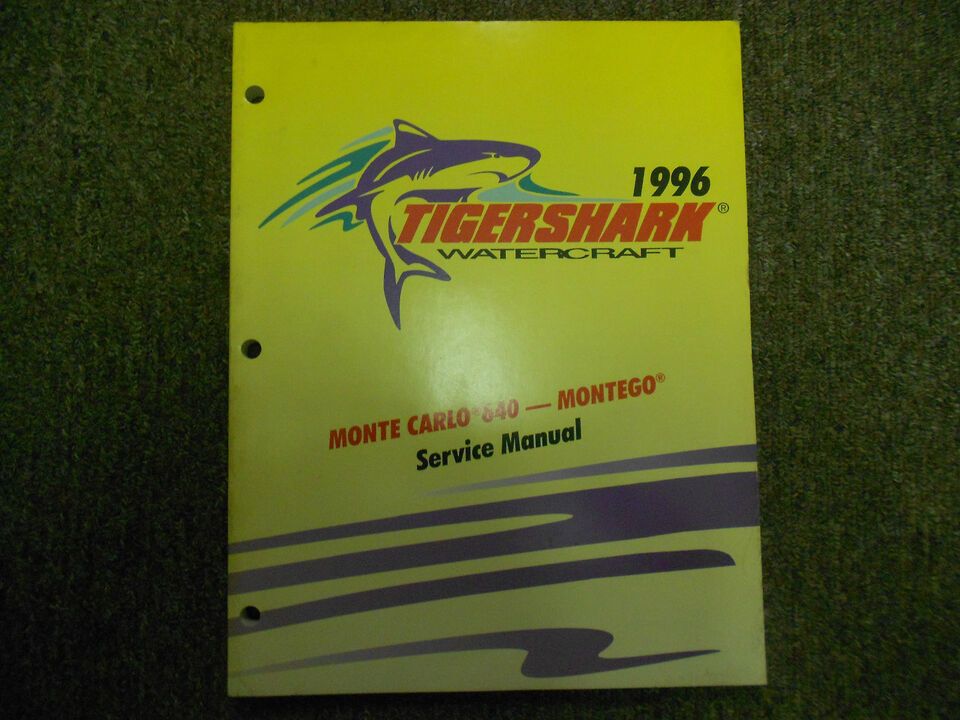 1996
TIGERSHARK®
WATERCRAFT
MONTE CARLO® 640 — MONTEGO®
Service Manual